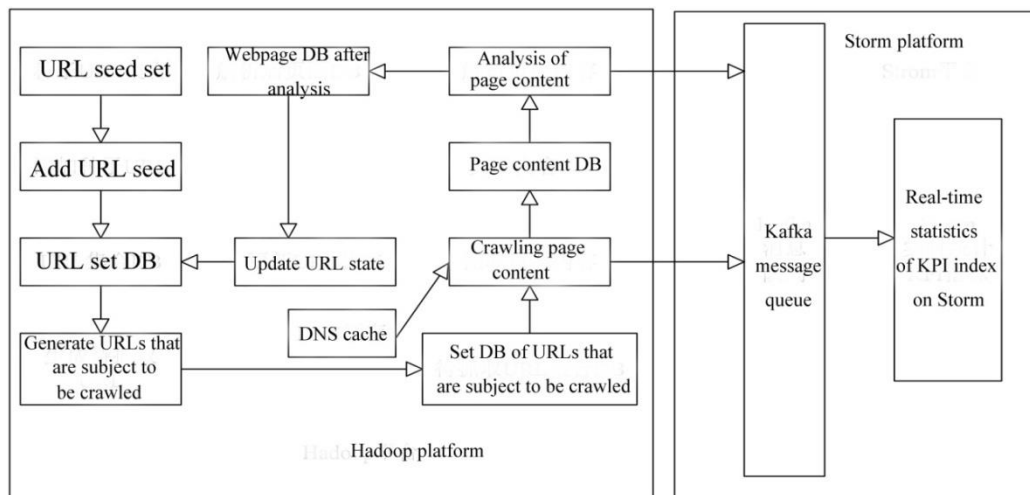 URL seed set
Add URL seed
URL set DB
Generate URLs that
are subject to
be crawled
Webpage DB after
analysis
Update URL state
DNS cache
Analysis of
page content
Page content DB
Crawling page
content
Set DB of URLs that
are subject to be crawled
Hadoop platform
Storm platform
Kafka
message
queue
Real-time
statistics
of KPI index
on Storm